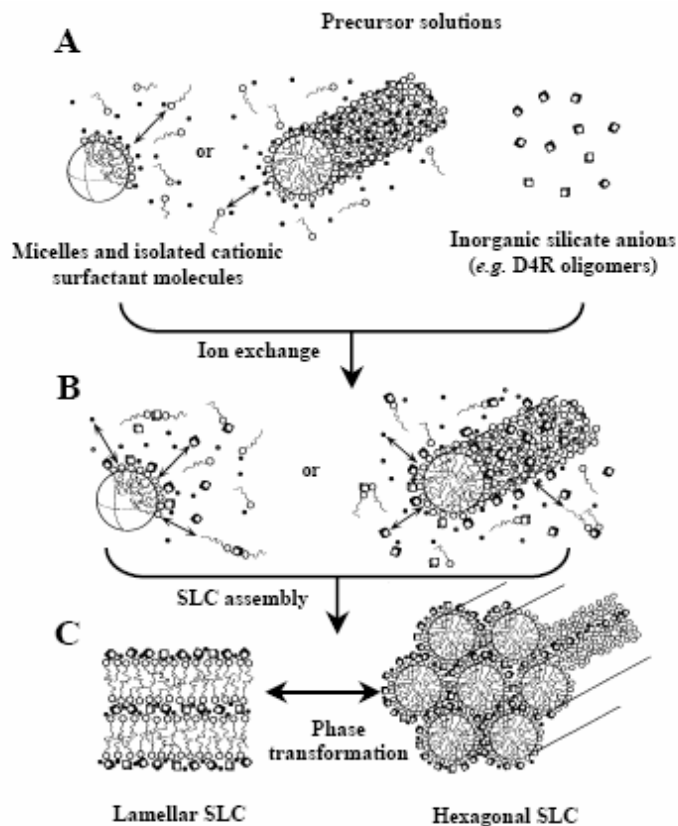 Precursor solutions
A
or
Micelles and isolated cationic
surfactant molecules
Inorganic silicate anions
(e.g. D4R oligomers)
Ion exchange
B
or
SLC assembly
C
Phase
transformation
Lamellar SLC
Hexagonal SLC